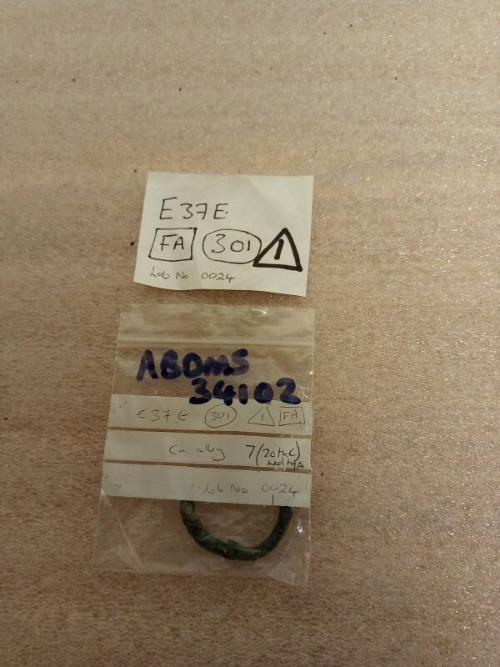 E37E
FA 301 1
Lab No 0024
ABDMS
34102
E37E 301 1 FA
Cu alloy 7(20thC)
Lab No 0024